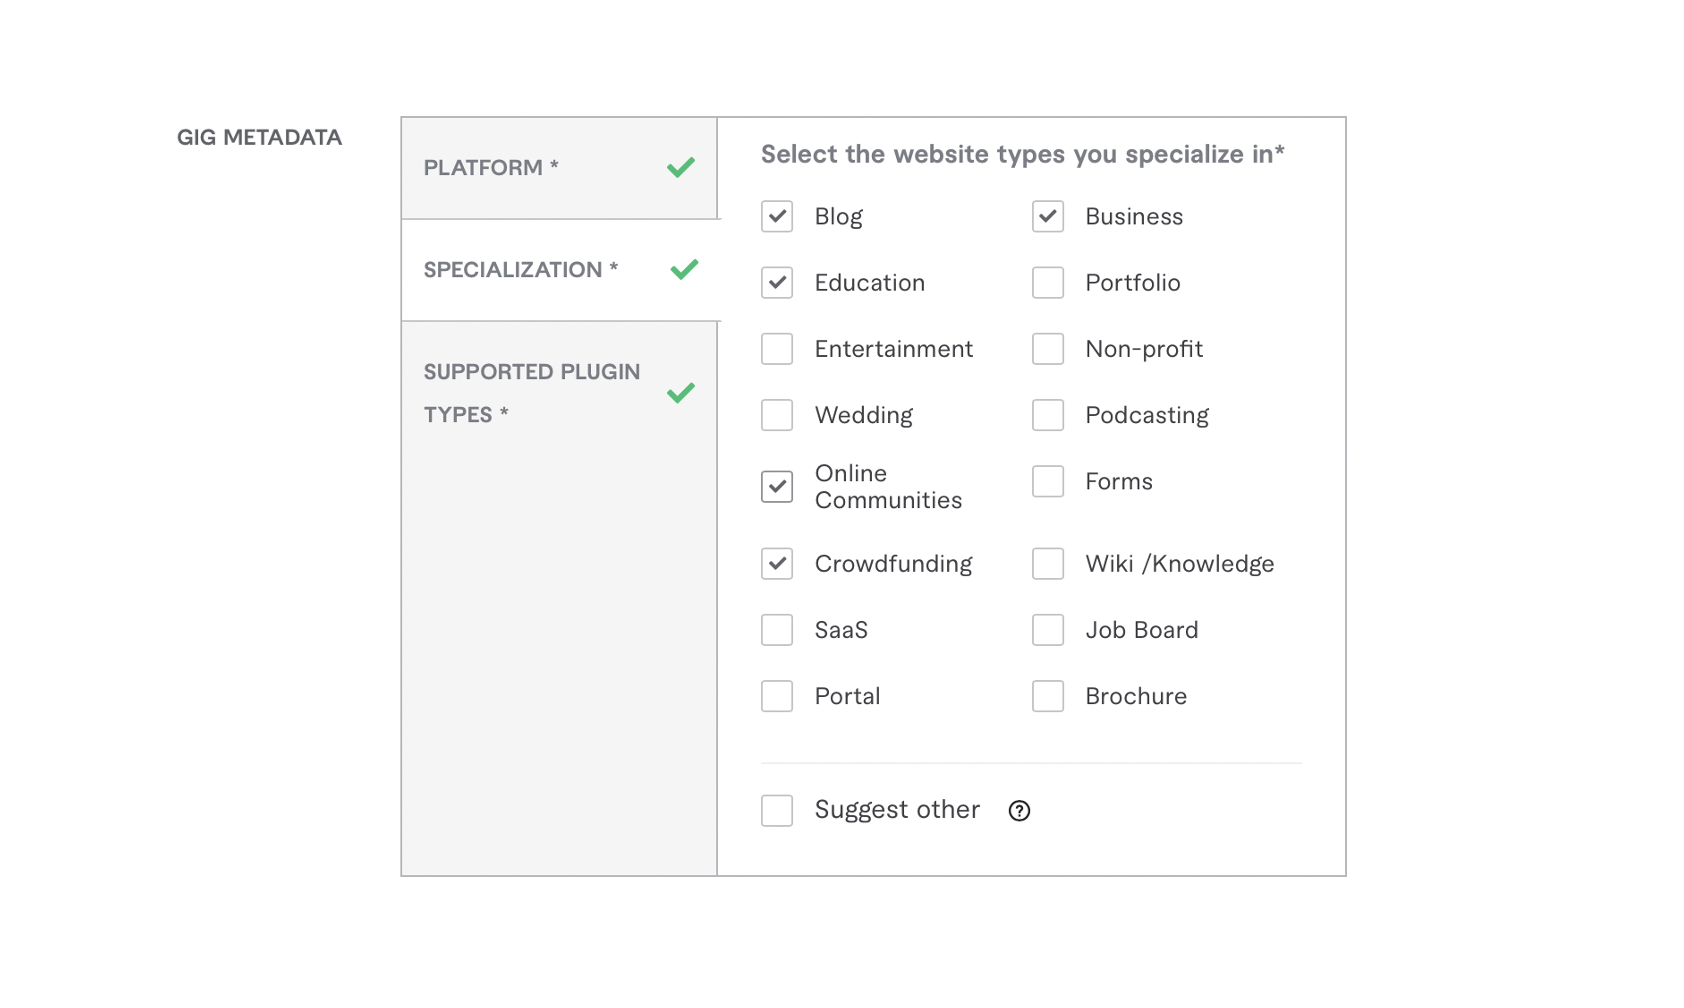 GIG METADATA
PLATFORM *
SPECIALIZATION *
SUPPORTED PLUGIN
TYPES *
Select the website types you specialize in*
Blog
Business
Education
Portfolio
Entertainment
Non-profit
Wedding
Podcasting
Online
Communities
Forms
Crowdfunding
Wiki /Knowledge
SaaS
Job Board
Portal
Brochure
Suggest other
?